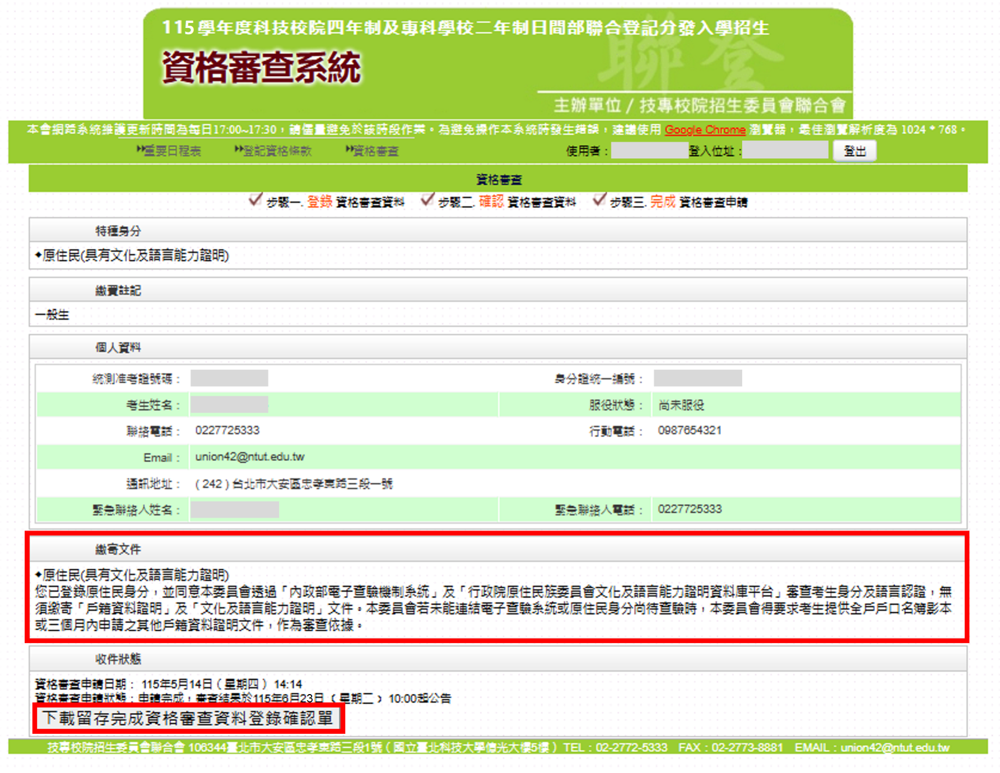 115學年度科技校院四年制及專科學校二年制日間部聯合登記分發入學招生
聯登
資格審查系統
主辦單位 / 技專校院招生委員會聯合會
本會網路系統維護更新時間為每日17:00~17:30，請儘量避免於該時段作業。為避免操作本系統時發生錯誤，建議使用 Google Chrome 瀏覽器，最佳瀏覽解析度為 1024 * 768。
重要日程表 登記資格條款 資格審查 使用者： 登入位址： 登出
資格審查
步驟一. 登錄 資格審查資料 步驟二. 確認 資格審查資料 步驟三. 完成 資格審查申請
特種身分
◆原住民(具有文化及語言能力證明)
繳費註記
一般生
個人資料
統測准考證號碼： 身分證統一編號：
考生姓名： 服役狀態： 尚未服役
聯絡電話： 0227725333 行動電話： 0987654321
Email： union42@ntut.edu.tw
通訊地址： ( 242 ) 台北市大安區忠孝東路三段一號
緊急聯絡人姓名： 緊急聯絡人電話： 0227725333
繳寄文件
◆原住民(具有文化及語言能力證明)
您已登錄原住民身分，並同意本委員會透過「內政部電子查驗機制系統」及「行政院原住民族委員會文化及語言能力證明資料庫平台」審查考生身分及語言認證，無
須繳寄「戶籍資料證明」及「文化及語言能力證明」文件。本委員會若未能連結電子查驗系統或原住民身分尚待查驗時，本委員會得要求考生提供全戶戶口名簿影本
或三個月內申請之其他戶籍資料證明文件，作為審查依據。
收件狀態
資格審查申請日期： 115年5月14日（星期四）14:14
資格審查申請狀態：申請完成，審查結果於115年6月23日（星期二）10:00起公告
下載留存完成資格審查資料登錄確認單
技專校院招生委員會聯合會 106344臺北市大安區忠孝東路三段1號（國立臺北科技大學億光大樓5樓）TEL：02-2772-5333 FAX：02-2773-8881 EMAIL：union42@ntut.edu.tw